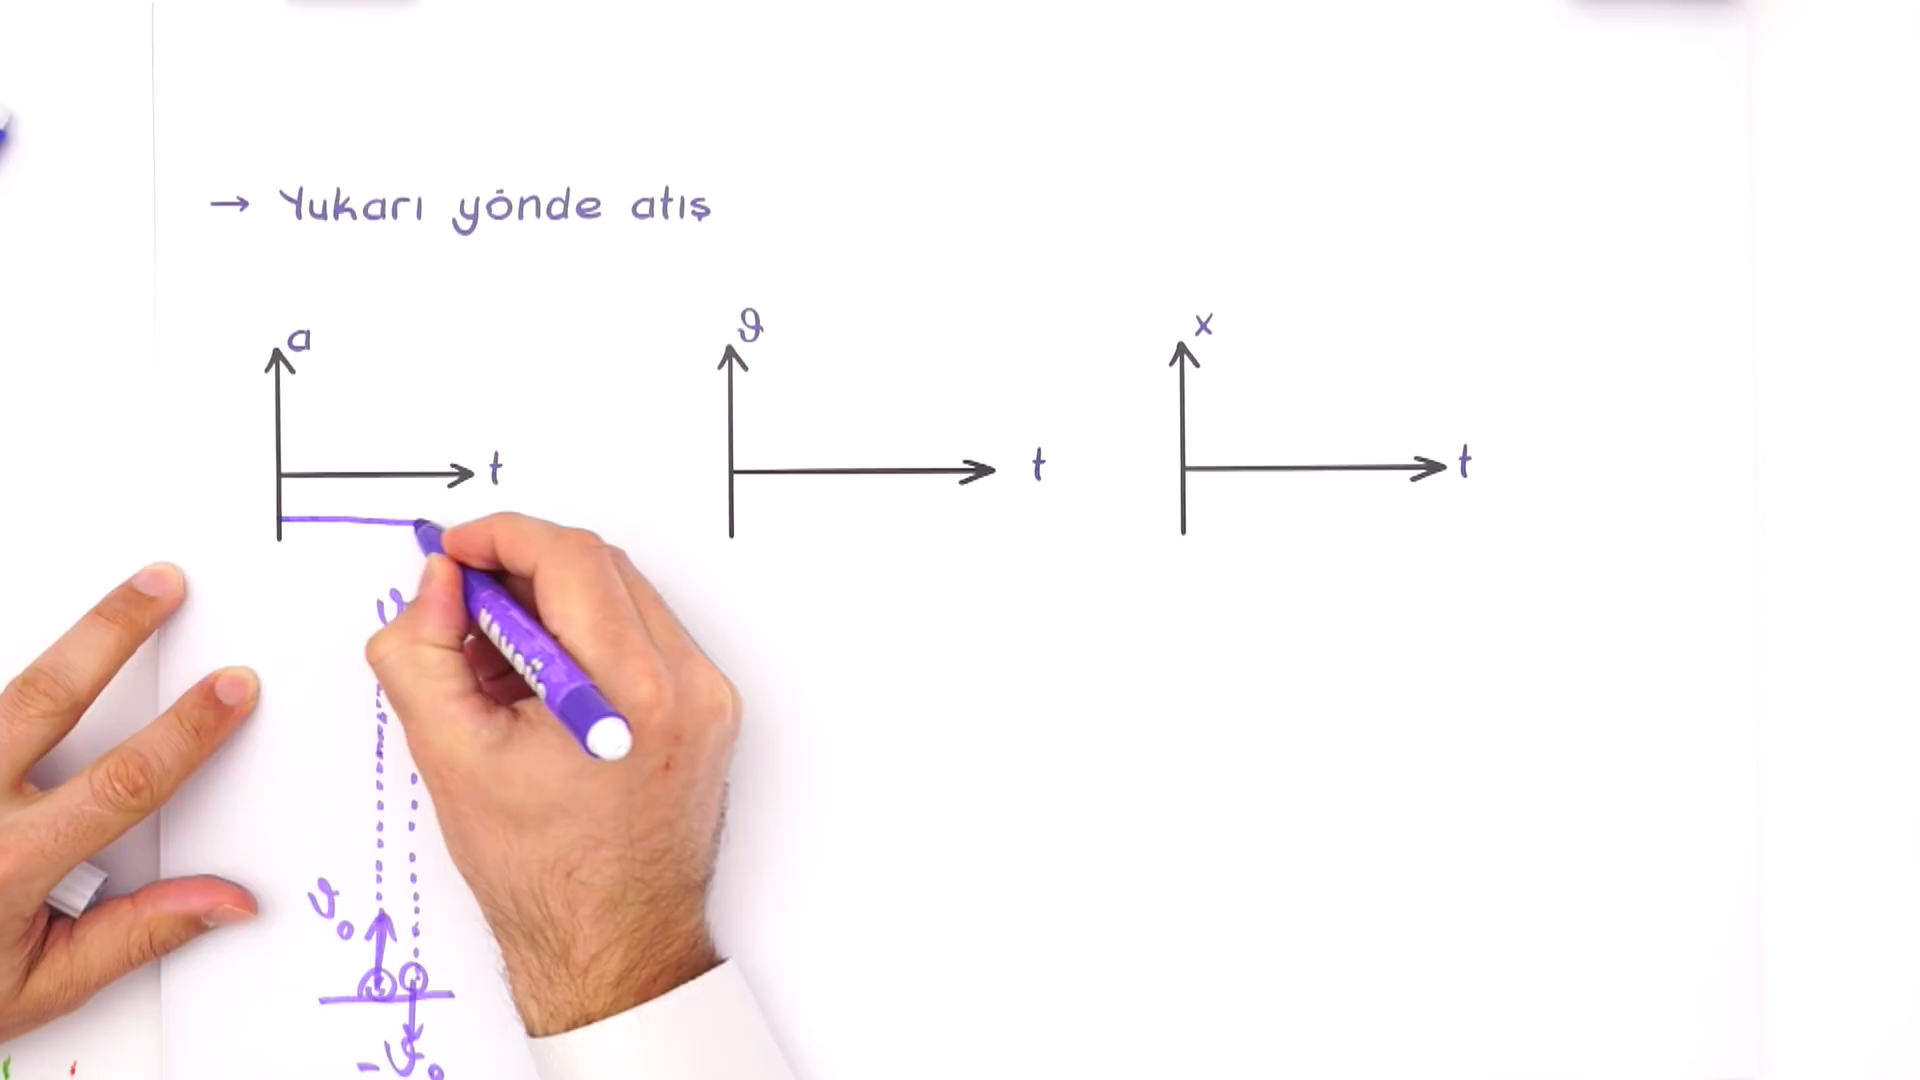 → Yukarı yönde atış
a
t
ϑ
t
x
t
ϑ
ϑ₀
-ϑ₀